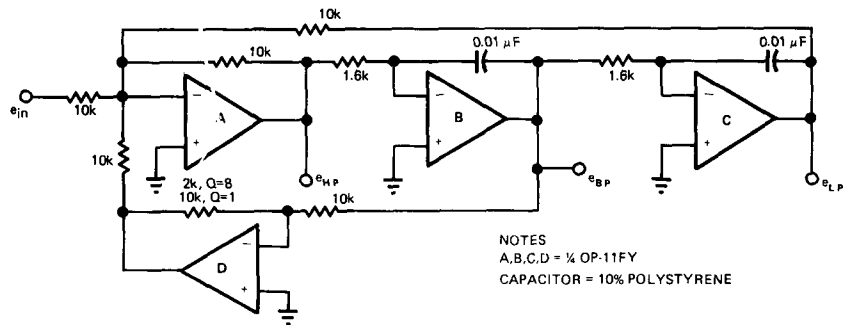 10k
10k
1.6k
0.01 µF
1.6k
0.01 µF
e in
10k
−
+
A
−
+
B
−
+
C
10k
e HP
e BP
e LP
2k, Q=8
10k, Q=1
10k
−
+
D
NOTES
A,B,C,D = ¼ OP-11FY
CAPACITOR = 10% POLYSTYRENE